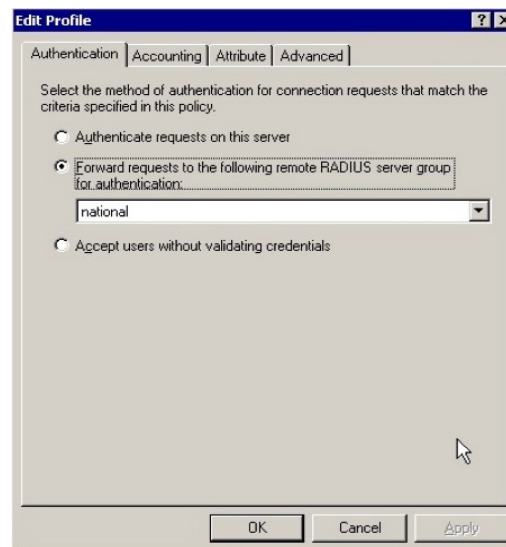 Edit Profile
Authentication Accounting Attribute Advanced
Select the method of authentication for connection requests that match the
criteria specified in this policy.
Authenticate requests on this server
Forward requests to the following remote RADIUS server group
for authentication:
national
Accept users without validating credentials
OK Cancel Apply